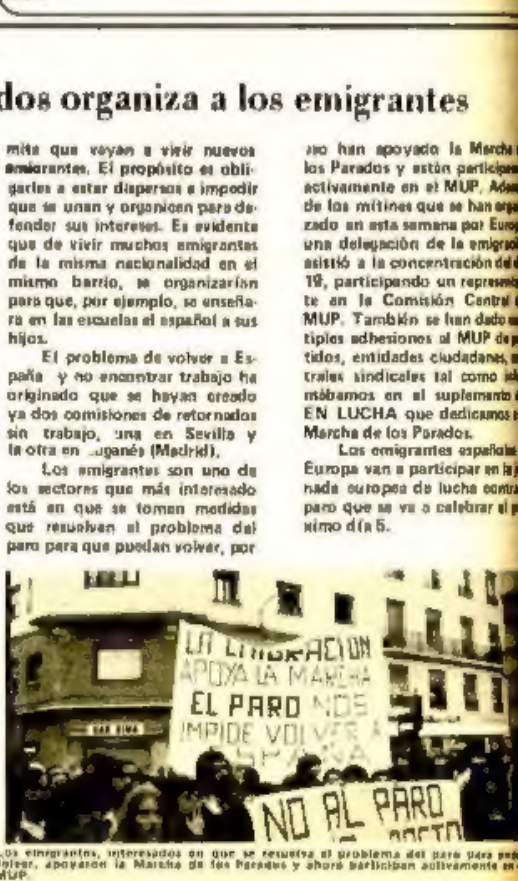 dos organiza a los emigrantes
mite que vayan a vivir nuevos
emigrantes. El propósito es obli-
garles a estar dispersos e impedir
que se unan y organicen para de-
fender sus intereses. Es evidente
que de vivir muchos emigrantes
de la misma nacionalidad en el
mismo barrio, se organizarían
para que, por ejemplo, se enseña-
ra en las escuelas el español a sus
hijos.
El problema de volver a Es-
paña y no encontrar trabajo ha
originado que se hayan creado
ya dos comisiones de retornados
sin trabajo, una en Sevilla y
la otra en Leganés (Madrid).
Los emigrantes son uno de
los sectores que más interesado
está en que se tomen medidas
que resuelvan el problema del
paro para que puedan volver, por
eso han apoyado la Marcha
los Parados y están particip
activamente en el MUP. Ade
de los mítines que se han orga
zado en esta semana por Euro
una delegación de la emigra
asistió a la concentración del
19, participando un represen
te en la Comisión Central
MUP. También se han dado
tiples adhesiones al MUP de
tidos, entidades ciudadanas,
trales sindicales tal como
mábamos en el suplemento
EN LUCHA que dedicamos
Marcha de los Parados.
Los emigrantes españoles
Europa van a participar en la
nada europea de lucha contra
paro que se va a celebrar el
ximo día 5.
LA EMIGRACION
APOYA LA MARCHA
EL PARO NOS
IMPIDE VOLVER A
ESPAÑA
NO AL PARO
Los emigrantes, interesados en que se resuelva el problema del paro para
volver, apoyaron la Marcha de los Parados y ahora participan activamente en
MUP.